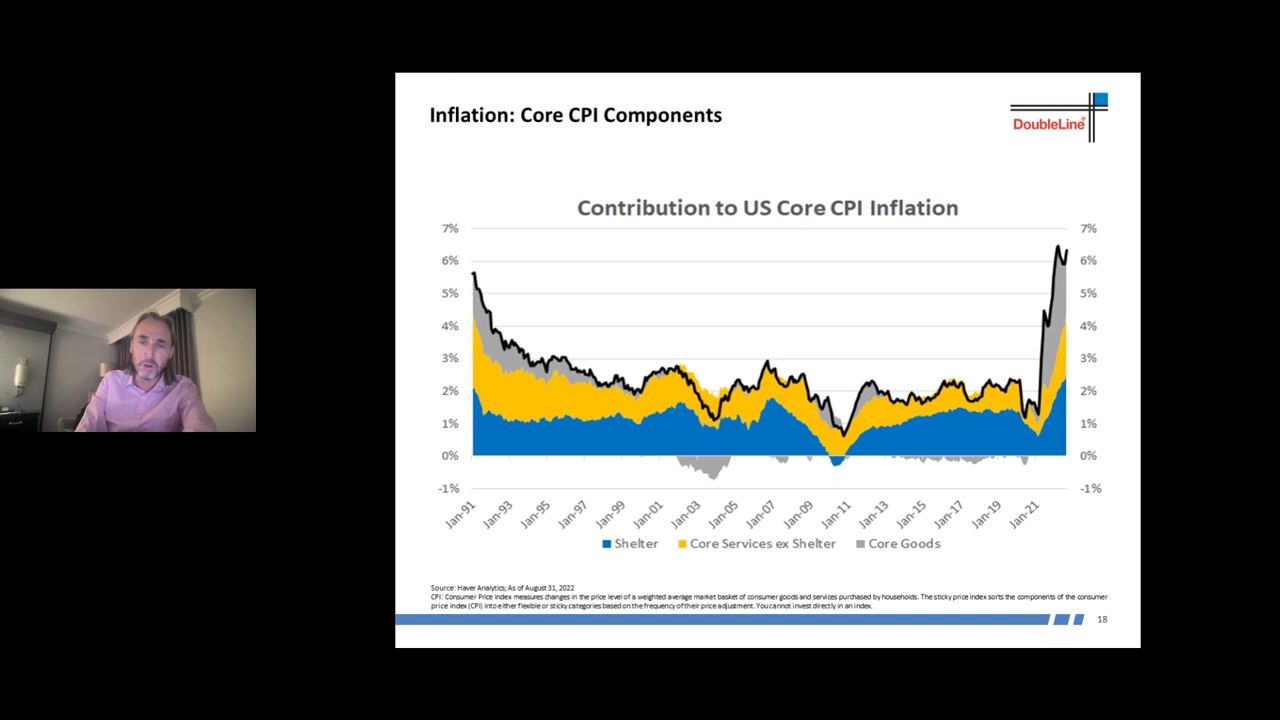 Inflation: Core CPI Components
DoubleLine®
Contribution to US Core CPI Inflation
7% 7%
6% 6%
5% 5%
4% 4%
3% 3%
2% 2%
1% 1%
0% 0%
-1% -1%
Jan-91 Jan-93 Jan-95 Jan-97 Jan-99 Jan-01 Jan-03 Jan-05 Jan-07 Jan-09 Jan-11 Jan-13 Jan-15 Jan-17 Jan-19 Jan-21
Shelter Core Services ex Shelter Core Goods
Source: Haver Analytics; As of August 31, 2022
CPI: Consumer Price Index measures changes in the price level of a weighted average market basket of consumer goods and services purchased by households. The sticky price index sorts the components of the consumer
price index (CPI) into either flexible or sticky categories based on the frequency of their price adjustment. You cannot invest directly in an index.
18